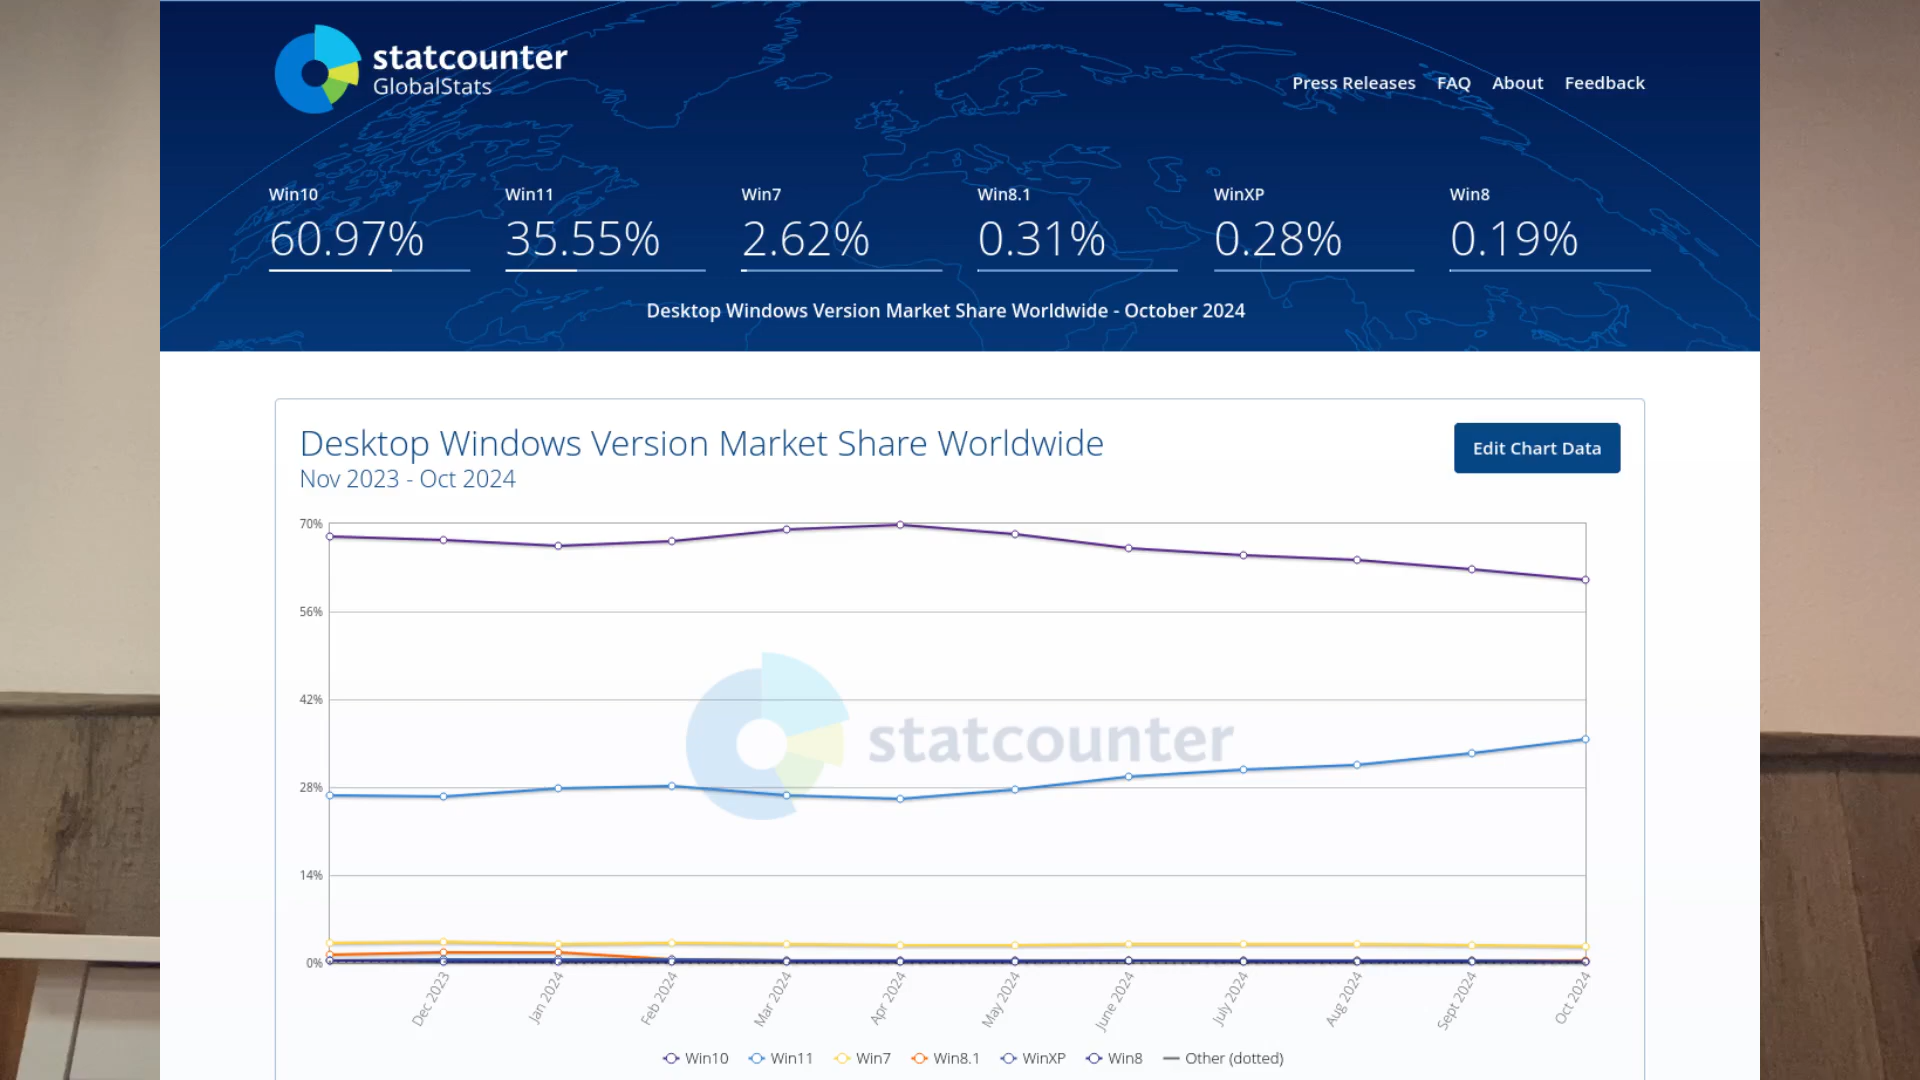 statcounter
GlobalStats
Press Releases FAQ About Feedback
Win10 Win11 Win7 Win8.1 WinXP Win8
60.97% 35.55% 2.62% 0.31% 0.28% 0.19%
Desktop Windows Version Market Share Worldwide - October 2024
Desktop Windows Version Market Share Worldwide
Nov 2023 - Oct 2024
Edit Chart Data
70%
56%
42%
statcounter
28%
14%
0%
Dec 2023 Jan 2024 Feb 2024 Mar 2024 Apr 2024 May 2024 June 2024 July 2024 Aug 2024 Sept 2024 Oct 2024
Win10 Win11 Win7 Win8.1 WinXP Win8 Other (dotted)